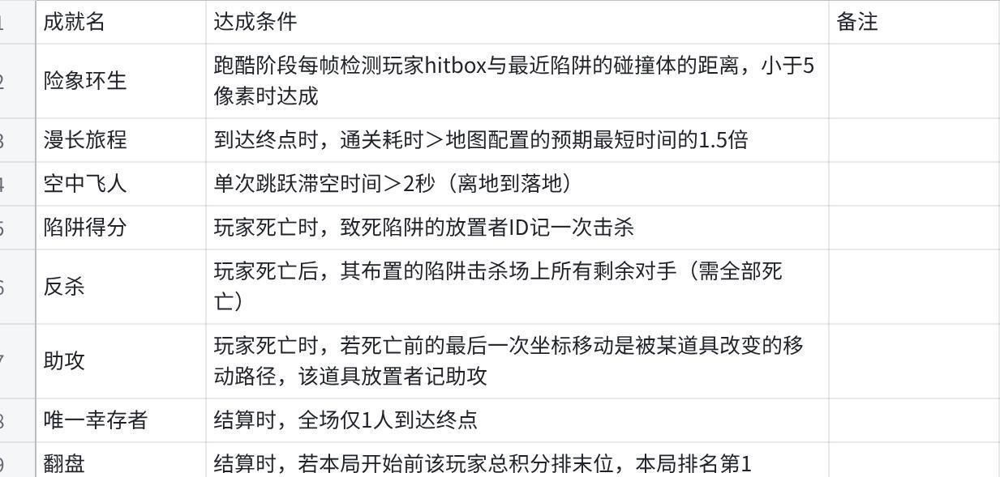 1 成就名 达成条件 备注
2 险象环生 跑酷阶段每帧检测玩家hitbox与最近陷阱的碰撞体的距离，小于5
像素时达成
3 漫长旅程 到达终点时，通关耗时＞地图配置的预期最短时间的1.5倍
4 空中飞人 单次跳跃滞空时间＞2秒（离地到落地）
5 陷阱得分 玩家死亡时，致死陷阱的放置者ID记一次击杀
6 反杀 玩家死亡后，其布置的陷阱击杀场上所有剩余对手（需全部死
亡）
7 助攻 玩家死亡时，若死亡前的最后一次坐标移动是被某道具改变的移
动路径，该道具放置者记助攻
8 唯一幸存者 结算时，全场仅1人到达终点
9 翻盘 结算时，若本局开始前该玩家总积分排末位，本局排名第1